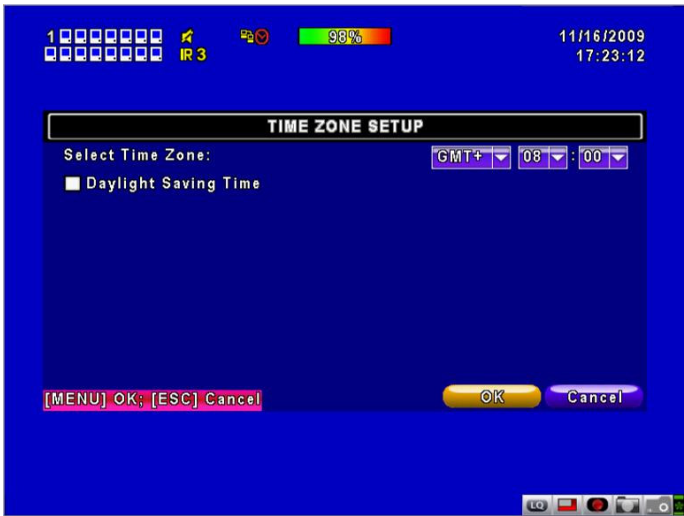 1 98% 11/16/2009
IR 3 17:23:12
TIME ZONE SETUP
Select Time Zone: GMT+ 08 : 00
Daylight Saving Time
[MENU] OK; [ESC] Cancel OK Cancel
LQ